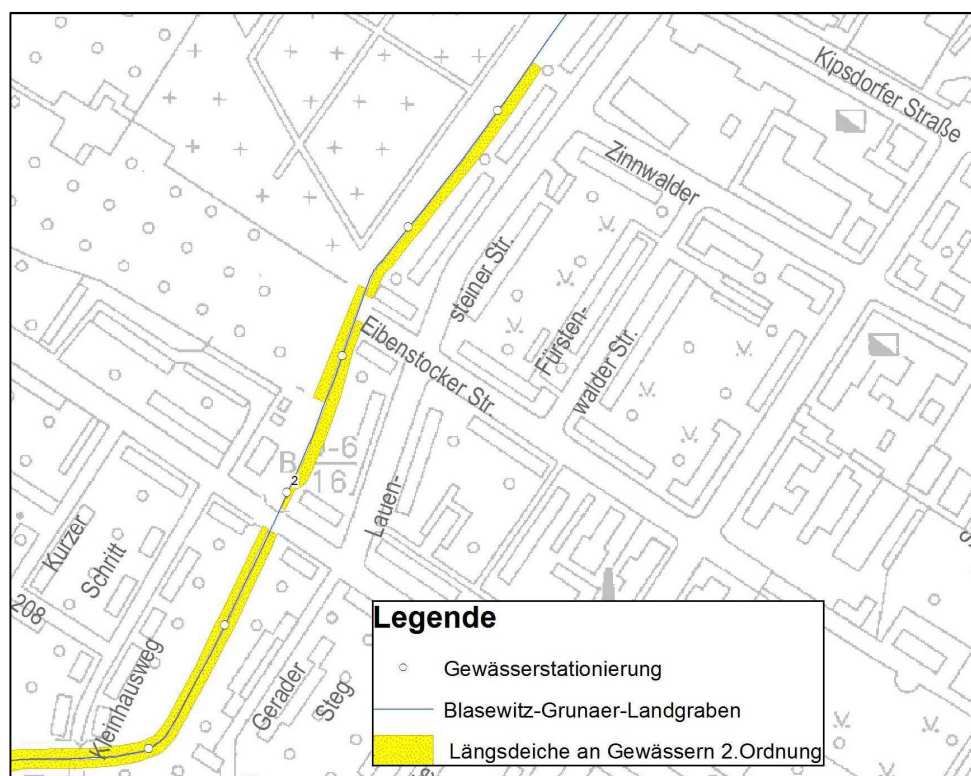 Kipsdorfer Straße
Zinnwalder
steiner Str.
Fürsten-
walder Str.
Eibenstocker Str.
2
Lauen-
Kurzer
Schritt
208
Kleinhausweg
Gerader
Steg
Legende
Gewässerstationierung
Blasewitz-Grunaer-Landgraben
Längsdeiche an Gewässern 2.Ordnung